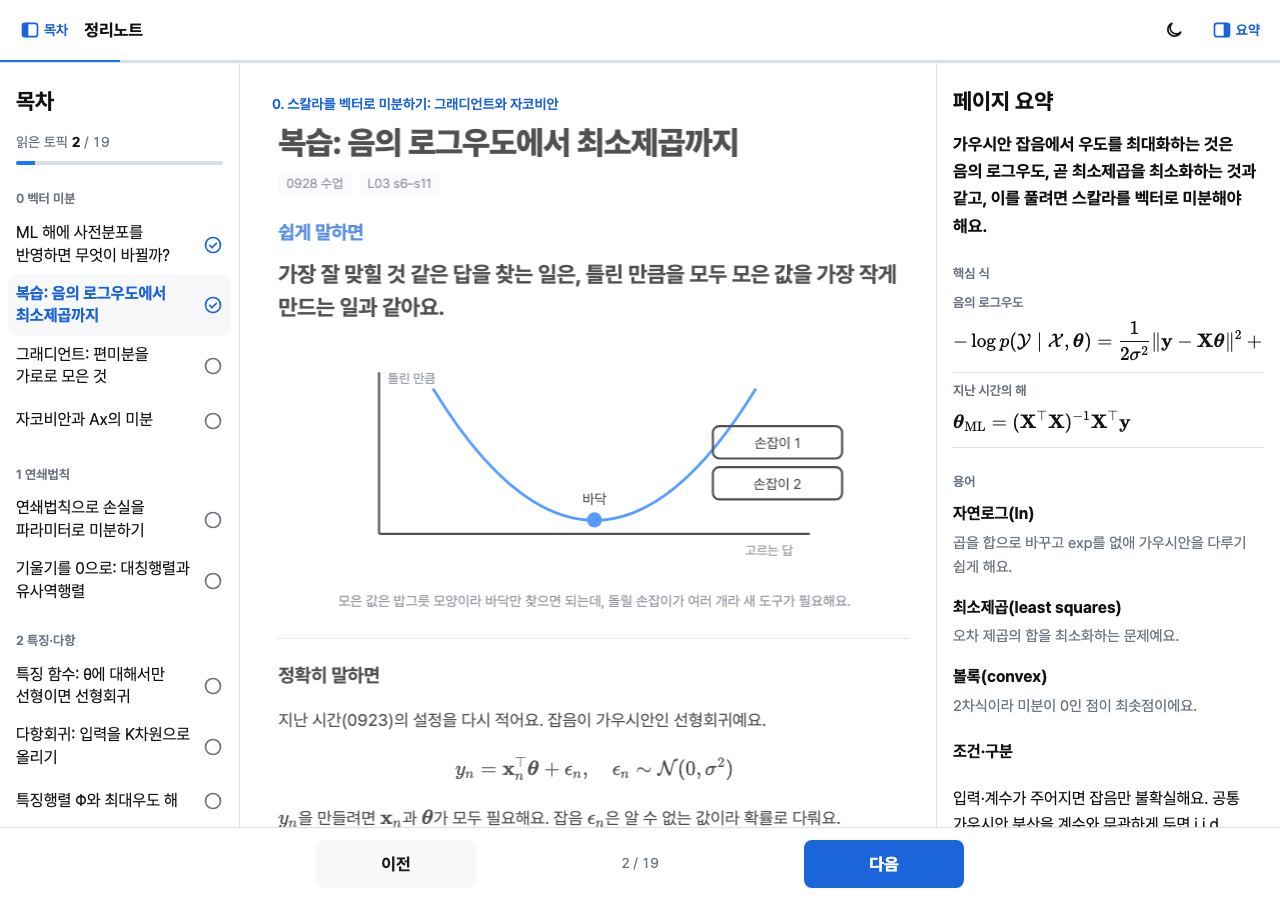 목차
정리노트
요약
목차
읽은 토픽 2 / 19
0 벡터 미분
ML 해에 사전분포를
반영하면 무엇이 바뀔까?
복습: 음의 로그우도에서
최소제곱까지
그래디언트: 편미분을
가로로 모은 것
자코비안과 Ax의 미분
1 연쇄법칙
연쇄법칙으로 손실을
파라미터로 미분하기
기울기를 0으로: 대칭행렬과
유사역행렬
2 특징·다항
특징 함수: θ에 대해서만
선형이면 선형회귀
다항회귀: 입력을 K차원으로
올리기
특징행렬 Φ와 최대우도 해
0. 스칼라를 벡터로 미분하기: 그래디언트와 자코비안
복습: 음의 로그우도에서 최소제곱까지
0928 수업
L03 s6–s11
쉽게 말하면
가장 잘 맞힐 것 같은 답을 찾는 일은, 틀린 만큼을 모두 모은 값을 가장 작게
만드는 일과 같아요.
틀린 만큼
손잡이 1
손잡이 2
바닥
고르는 답
모은 값은 밥그릇 모양이라 바닥만 찾으면 되는데, 돌릴 손잡이가 여러 개라 새 도구가 필요해요.
정확히 말하면
지난 시간(0923)의 설정을 다시 적어요. 잡음이 가우시안인 선형회귀예요.
yₙ = xₙ⊤θ + ϵₙ, ϵₙ ∼ 𝒩(0, σ²)
yₙ을 만들려면 xₙ과 θ가 모두 필요해요. 잡음 ϵₙ은 알 수 없는 값이라 확률로 다뤄요.
페이지 요약
가우시안 잡음에서 우도를 최대화하는 것은
음의 로그우도, 곧 최소제곱을 최소화하는 것과
같고, 이를 풀려면 스칼라를 벡터로 미분해야
해요.
핵심 식
음의 로그우도
− log p(𝒴 | 𝒳, θ) = 1/2σ² ‖y − Xθ‖² +
지난 시간의 해
θ_ML = (X⊤X)⁻¹X⊤y
용어
자연로그(ln)
곱을 합으로 바꾸고 exp를 없애 가우시안을 다루기
쉽게 해요.
최소제곱(least squares)
오차 제곱의 합을 최소화하는 문제예요.
볼록(convex)
2차식이라 미분이 0인 점이 최솟점이에요.
조건·구분
입력·계수가 주어지면 잡음만 불확실해요. 공통
가우시안 분산을 계수와 무관하게 두면 i.i.d.
이전
2 / 19
다음